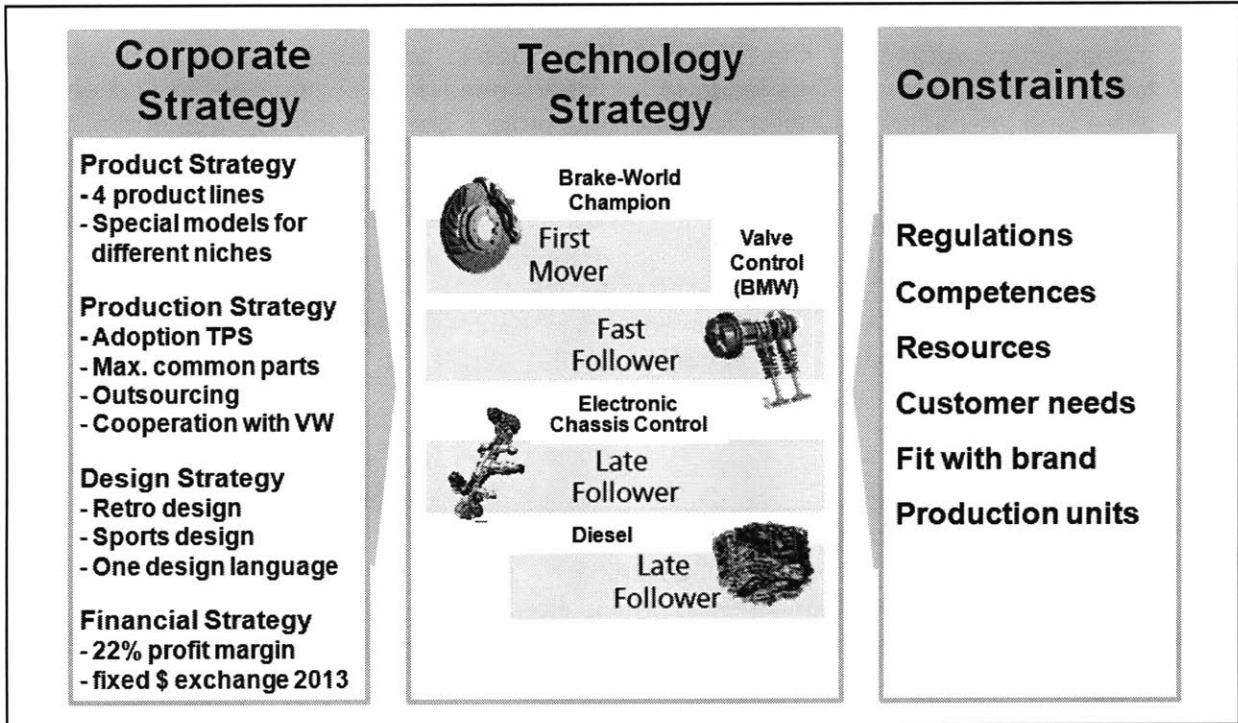 Corporate
Strategy
Product Strategy
- 4 product lines
- Special models for
different niches
Production Strategy
- Adoption TPS
- Max. common parts
- Outsourcing
- Cooperation with VW
Design Strategy
- Retro design
- Sports design
- One design language
Financial Strategy
- 22% profit margin
- fixed $ exchange 2013
Technology
Strategy
Brake-World
Champion
First
Mover
Valve
Control
(BMW)
Fast
Follower
Electronic
Chassis Control
Late
Follower
Diesel
Late
Follower
Constraints
Regulations
Competences
Resources
Customer needs
Fit with brand
Production units